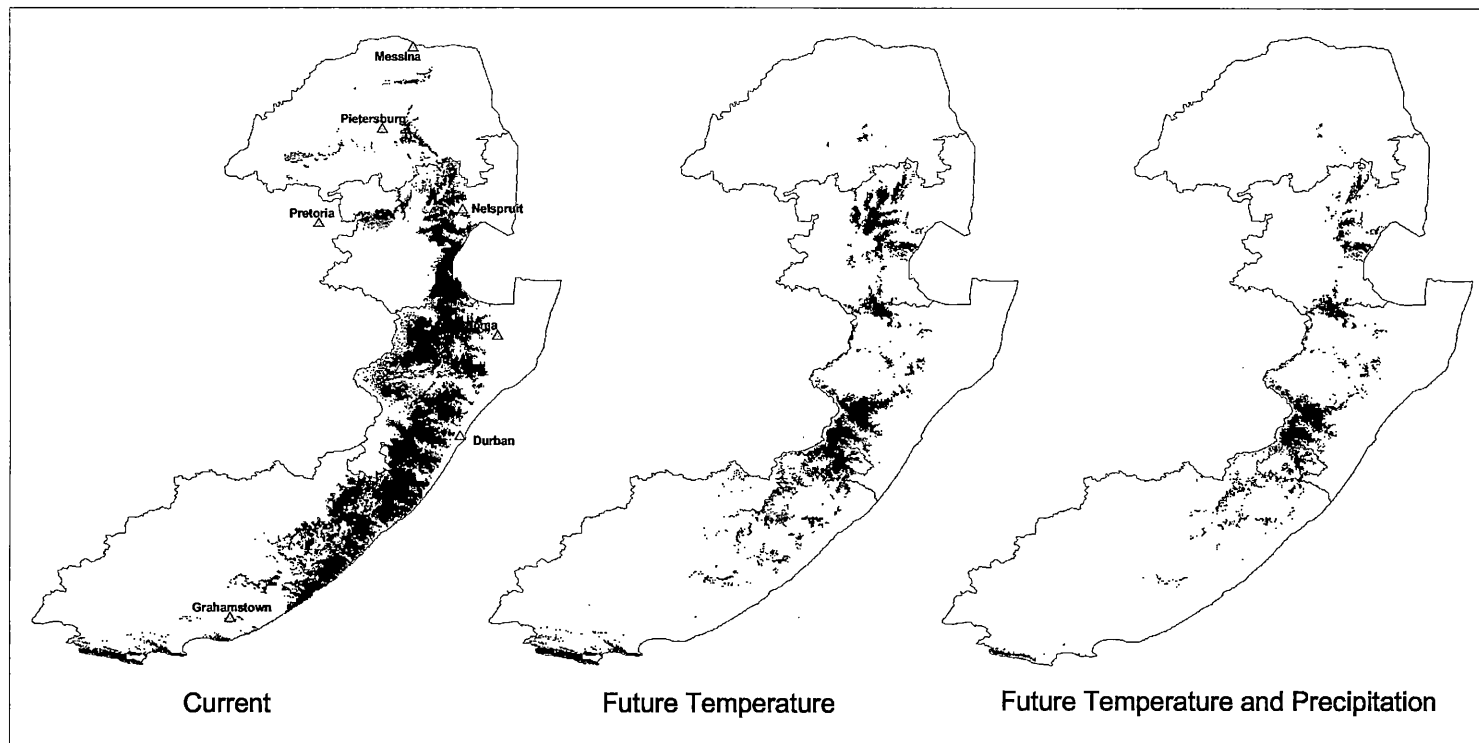 Messina
Pietersburg
Pretoria
Nelspruit
Durban
Grahamstown
Current
Future Temperature
Future Temperature and Precipitation